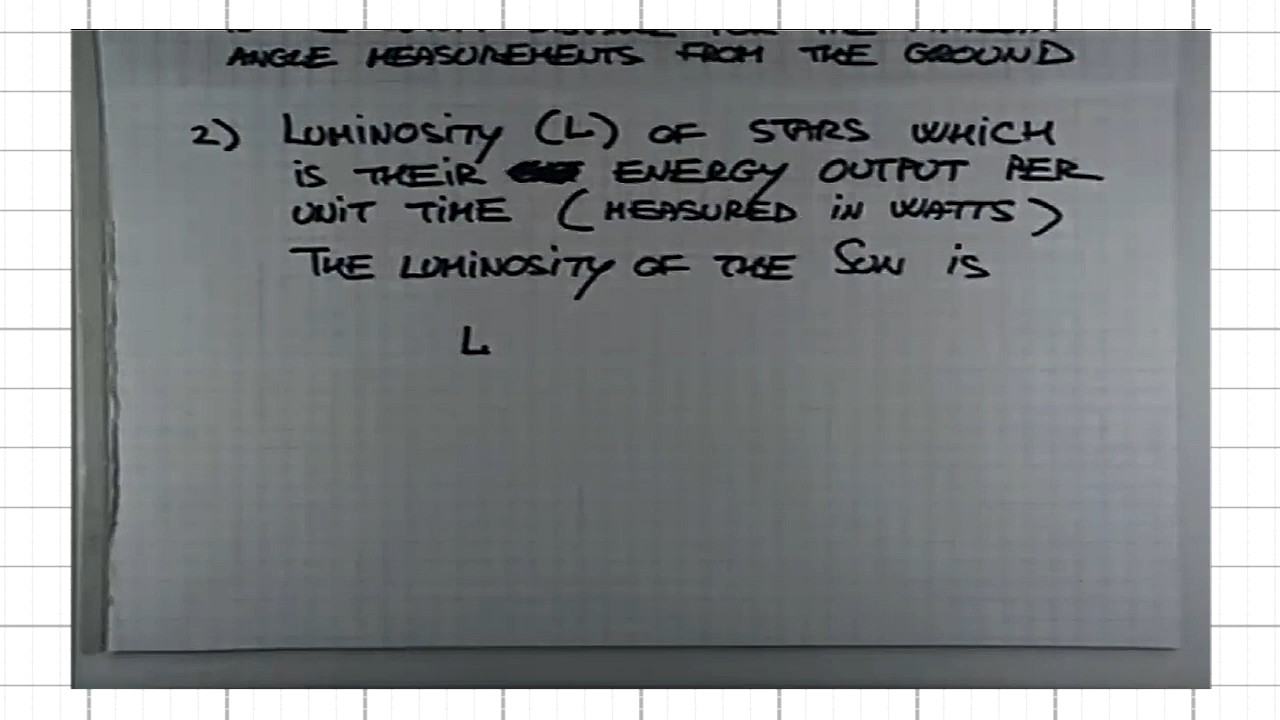 ANGLE MEASUREMENTS FROM THE GROUND
2) LUMINOSITY (L) OF STARS WHICH
IS THEIR ENERGY OUTPUT PER
UNIT TIME (MEASURED IN WATTS)
THE LUMINOSITY OF THE SUN IS
L